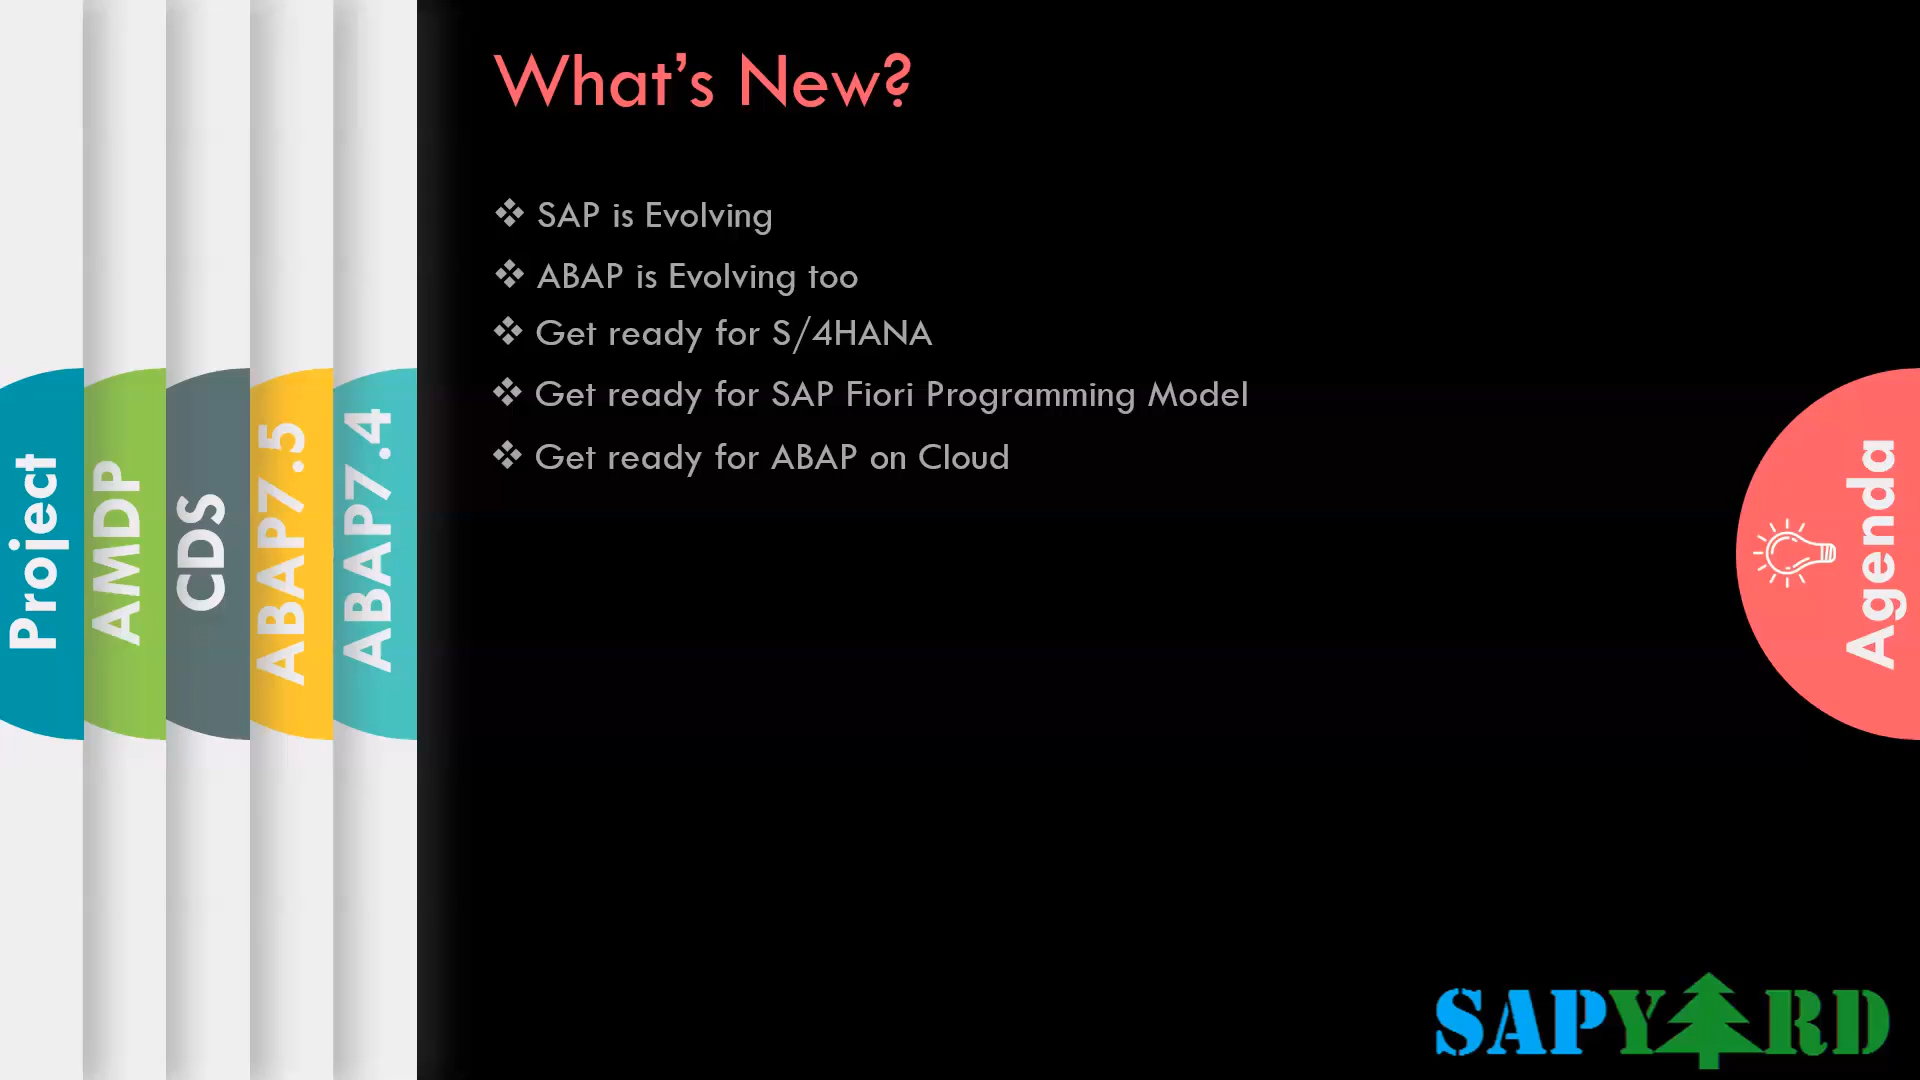 What's New?
❖ SAP is Evolving
❖ ABAP is Evolving too
❖ Get ready for S/4HANA
❖ Get ready for SAP Fiori Programming Model
❖ Get ready for ABAP on Cloud
Project
AMDP
CDS
ABAP7.5
ABAP7.4
Agenda
SAPYARD